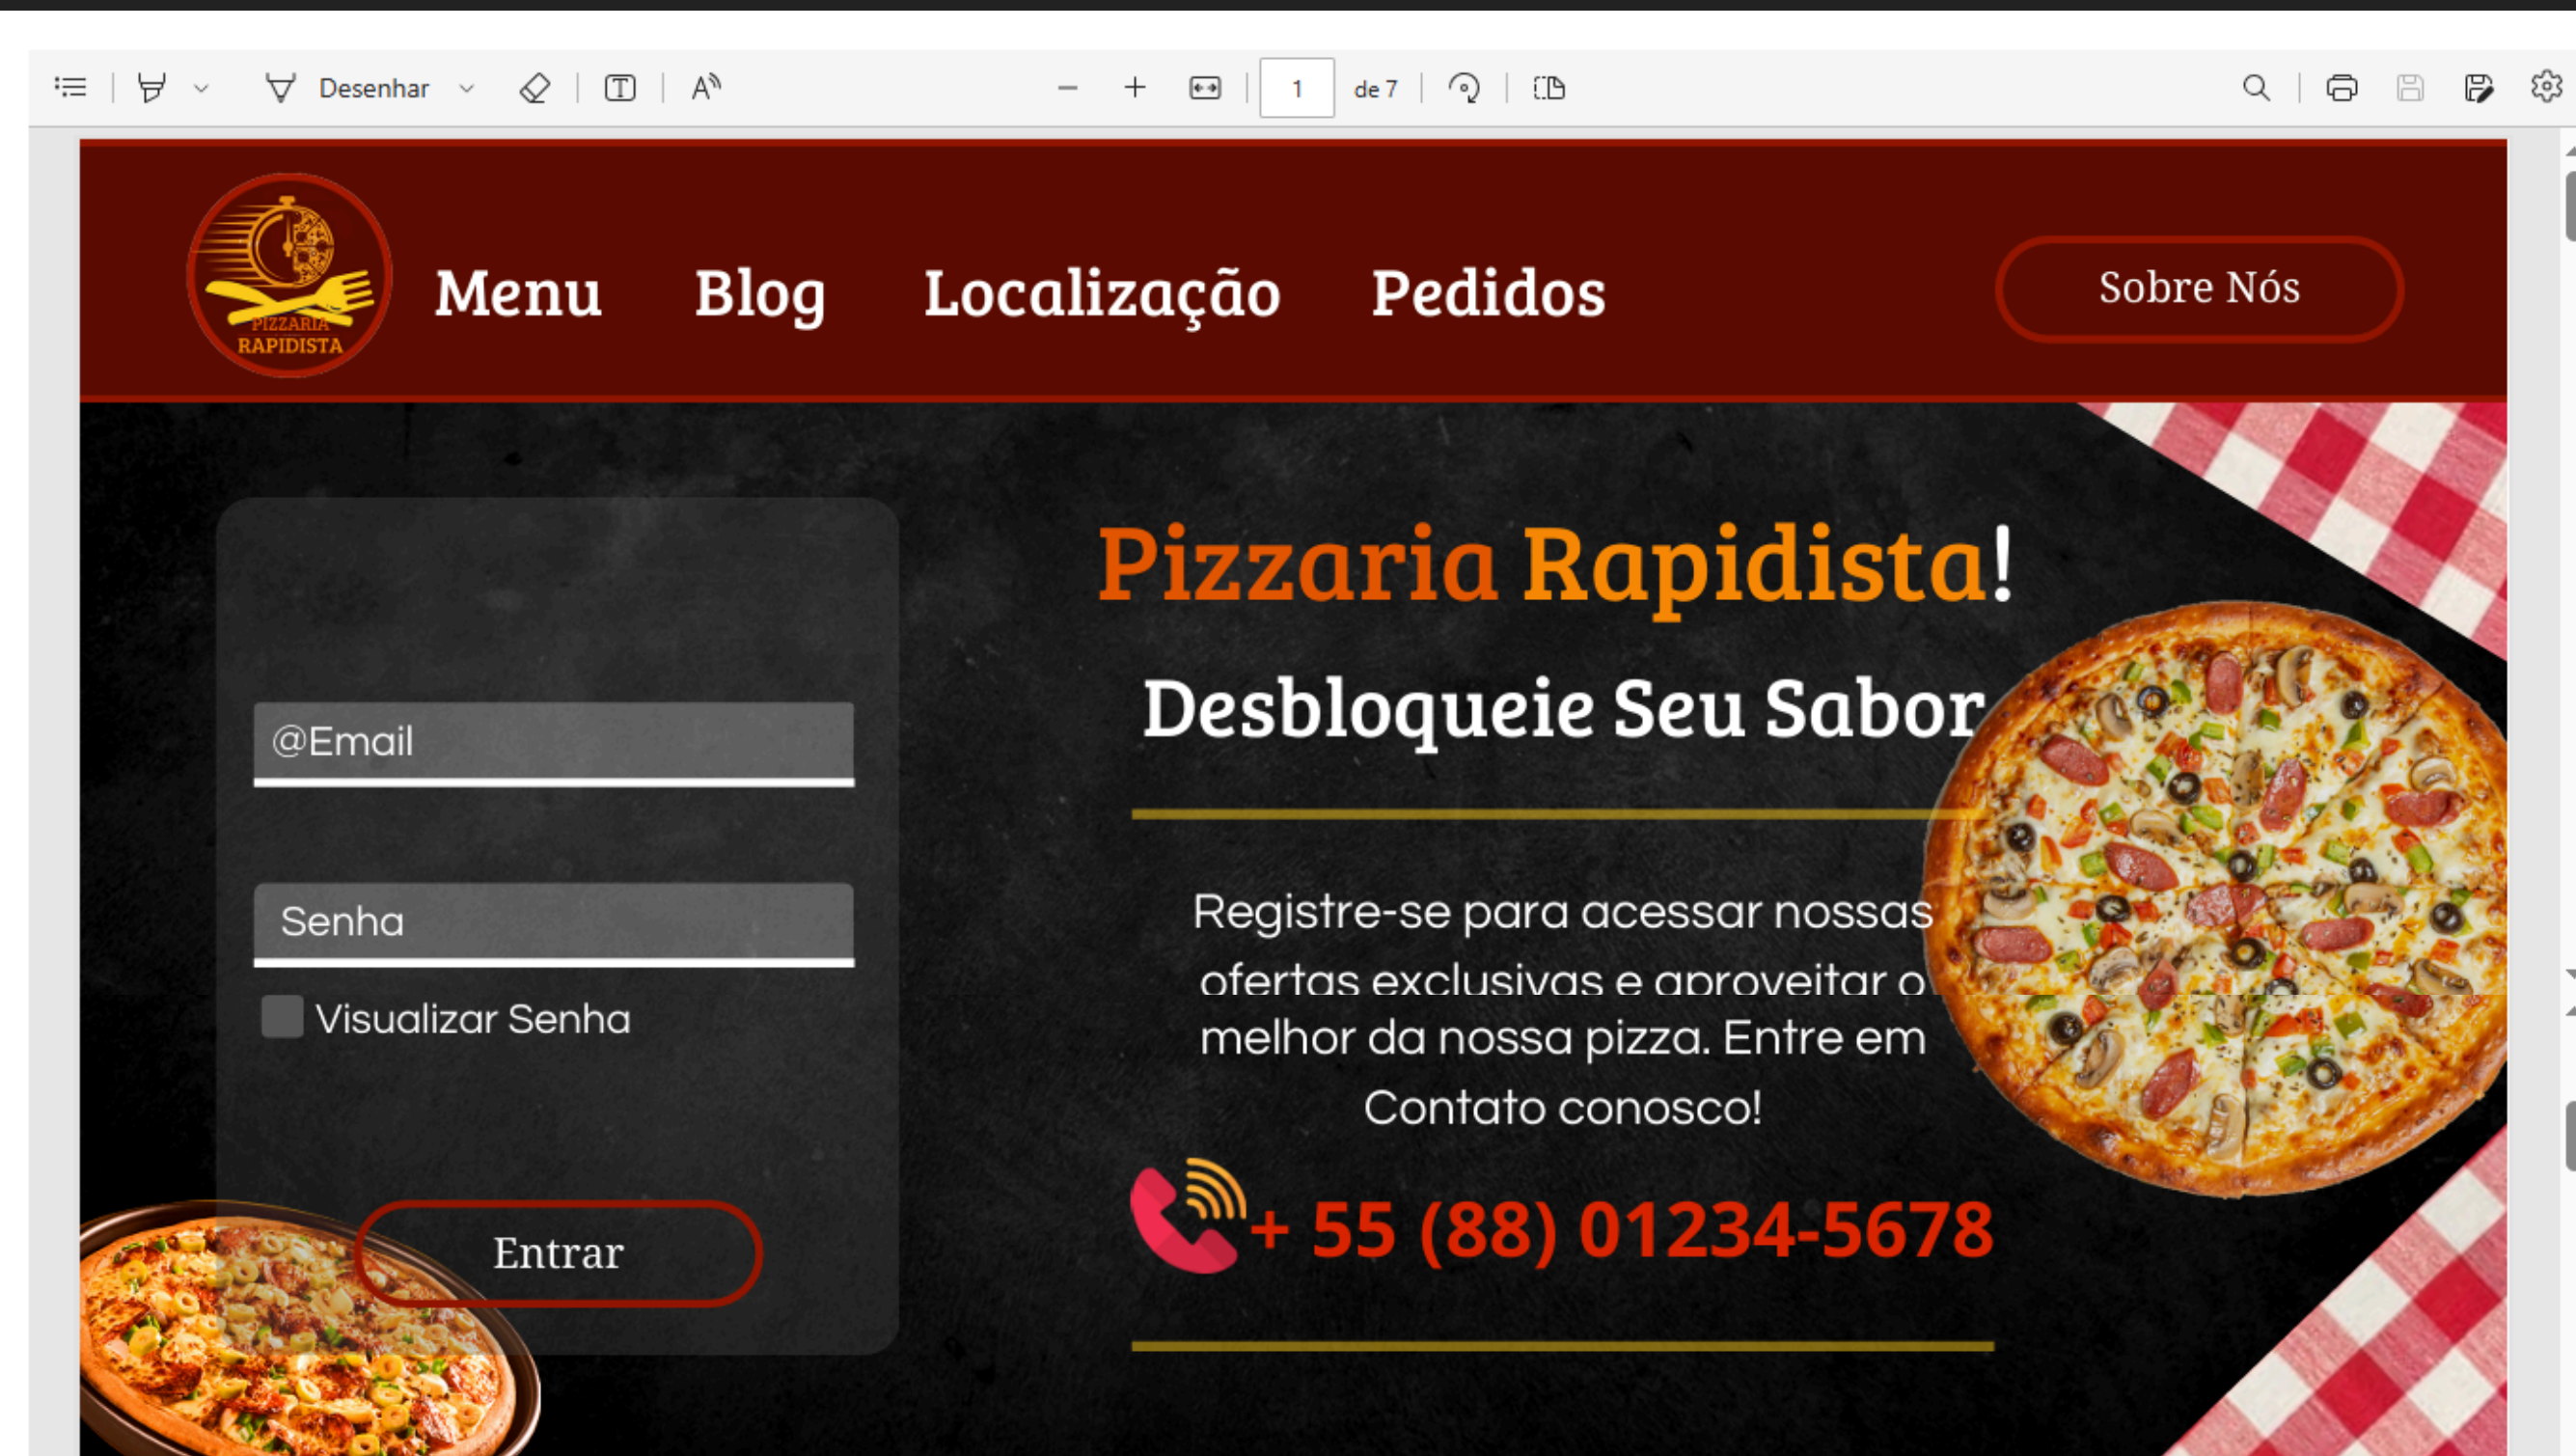 Desenhar
1 de 7
PIZZARIA
RAPIDISTA
Menu Blog Localização Pedidos Sobre Nós
@Email
Senha
Visualizar Senha
Entrar
Pizzaria Rapidista!
Desbloqueie Seu Sabor
Registre-se para acessar nossas
ofertas exclusivas e aproveitar o
melhor da nossa pizza. Entre em
Contato conosco!
+ 55 (88) 01234-5678